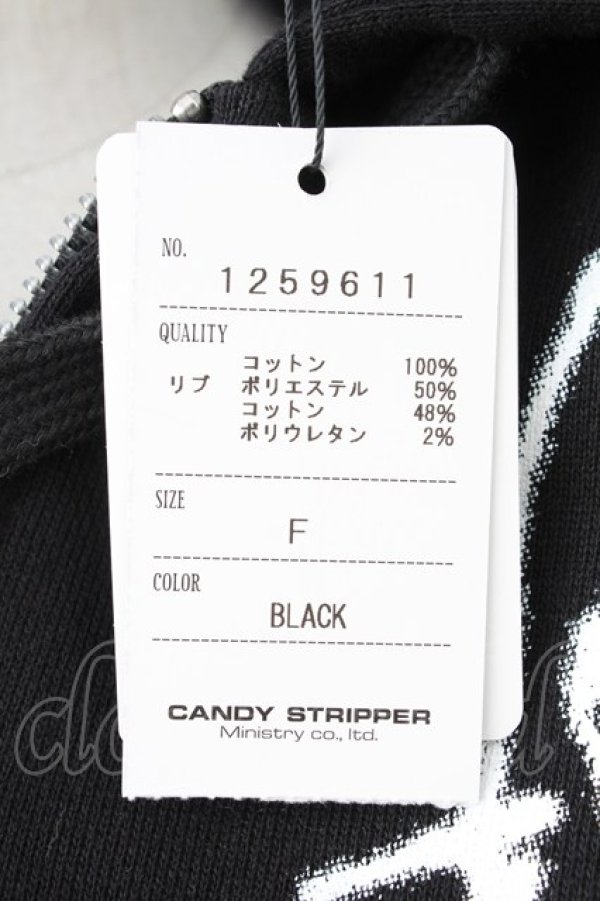 NO.
1259611
QUALITY
コットン 100%
リブ ポリエステル 50%
コットン 48%
ポリウレタン 2%
SIZE
F
COLOR
BLACK
CANDY STRIPPER
Ministry co., ltd.